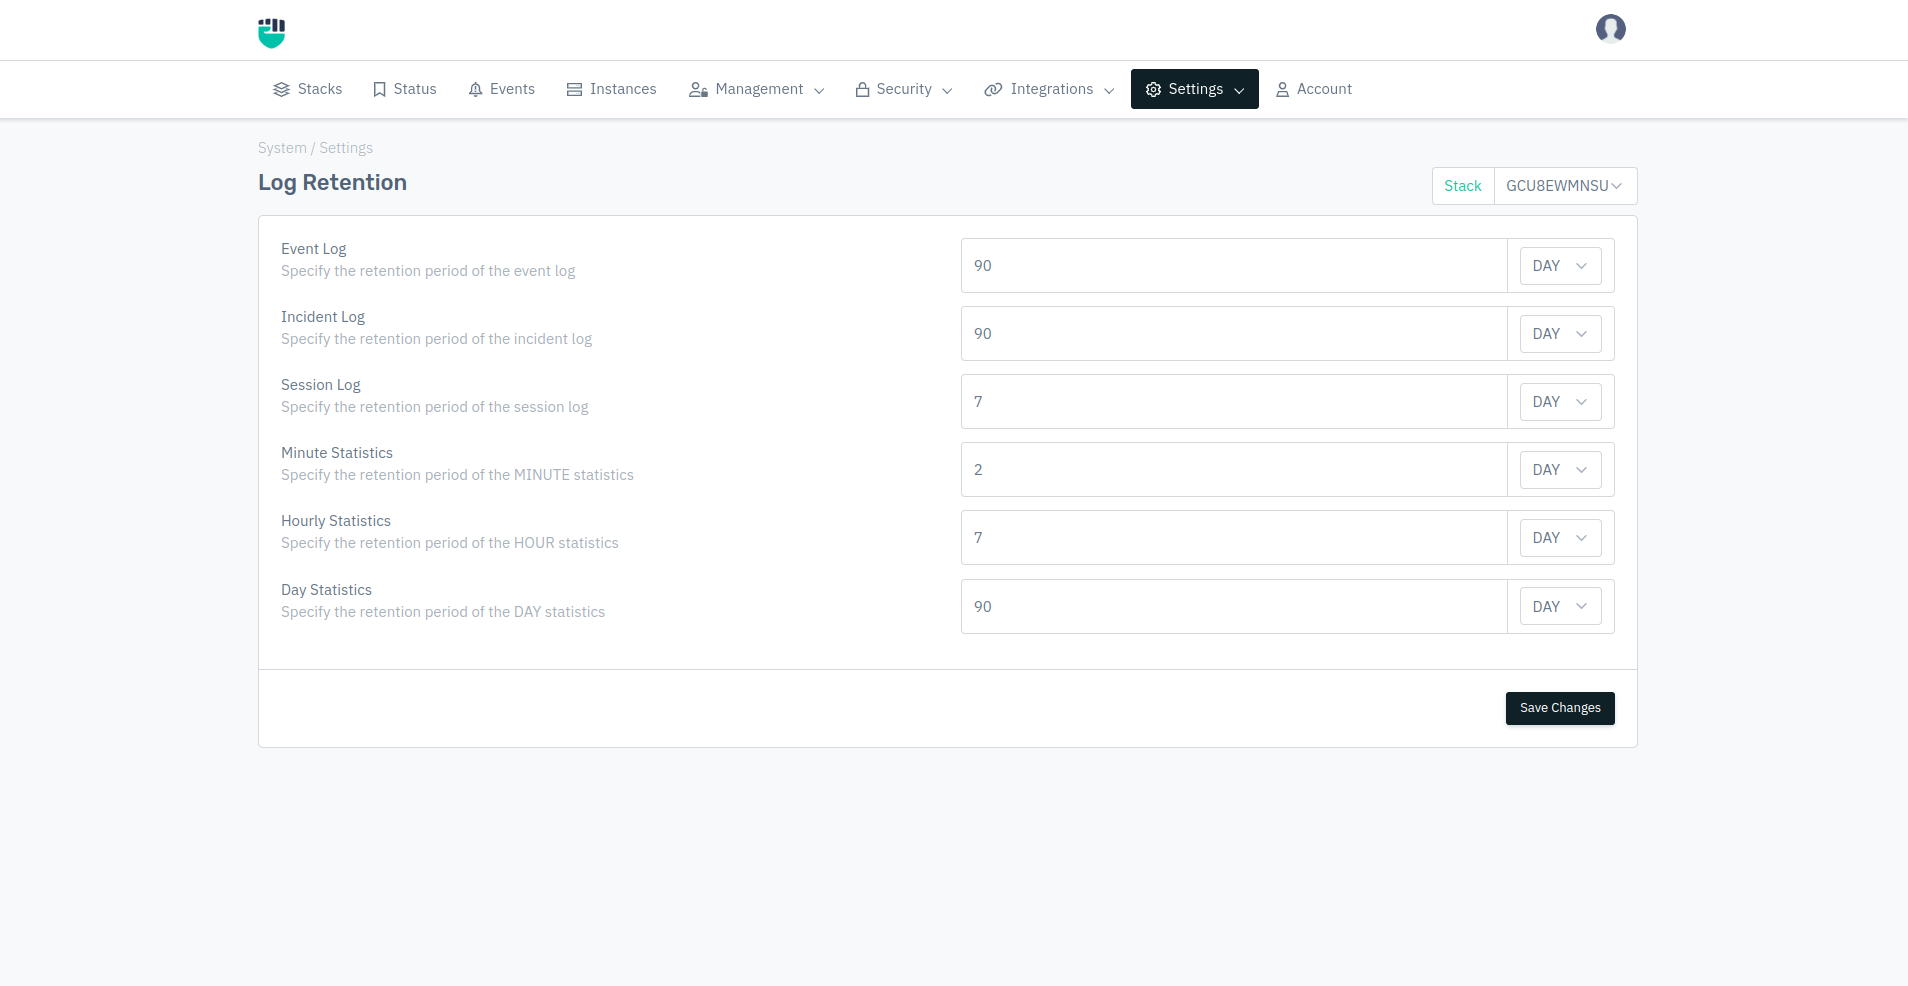 Stacks Status Events Instances Management Security Integrations Settings Account
System / Settings
Log Retention
Stack GCU8EWMNSU
Event Log
Specify the retention period of the event log
90 DAY
Incident Log
Specify the retention period of the incident log
90 DAY
Session Log
Specify the retention period of the session log
7 DAY
Minute Statistics
Specify the retention period of the MINUTE statistics
2 DAY
Hourly Statistics
Specify the retention period of the HOUR statistics
7 DAY
Day Statistics
Specify the retention period of the DAY statistics
90 DAY
Save Changes